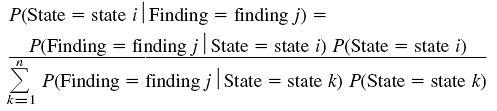 P(State = state i | Finding = finding j) =
P(Finding = finding j | State = state i) P(State = state i)
n
∑ P(Finding = finding j | State = state k) P(State = state k)
k=1